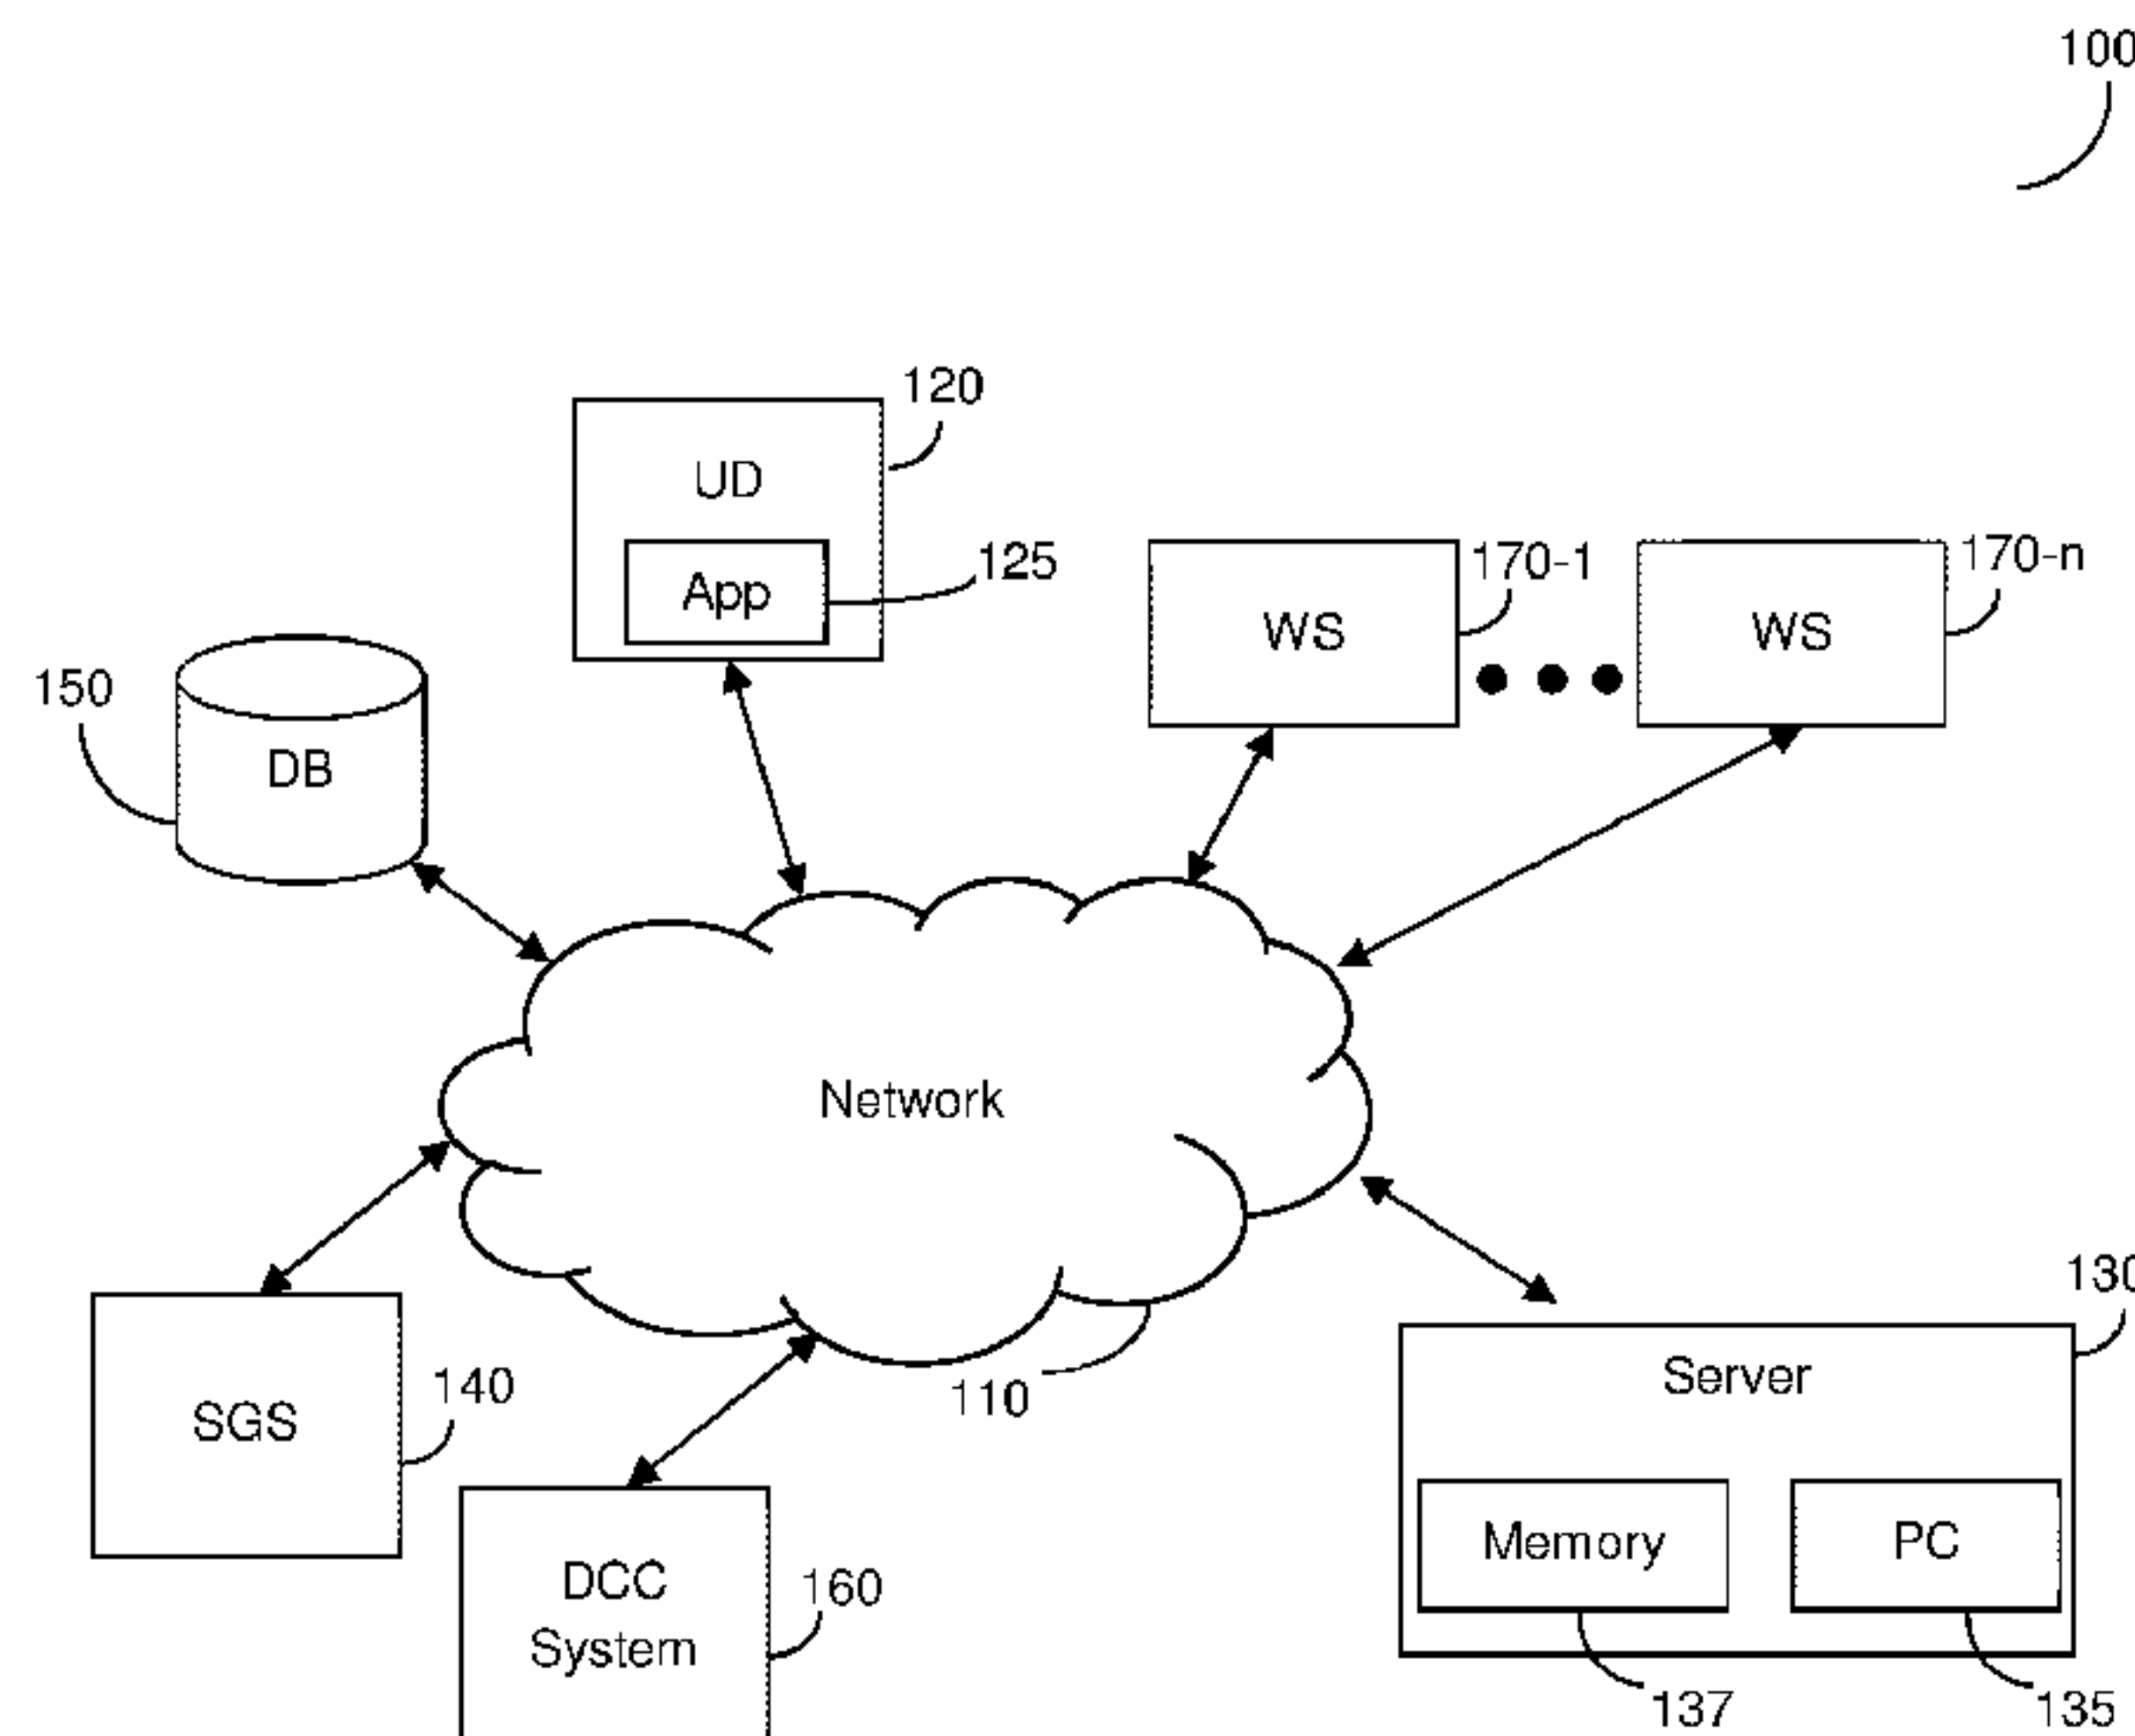 100
120
UD
125
App
170-1
170-n
WS
WS
150
DB
Network
130
Server
140
SGS
110
Memory
PC
DCC
System
160
137
135